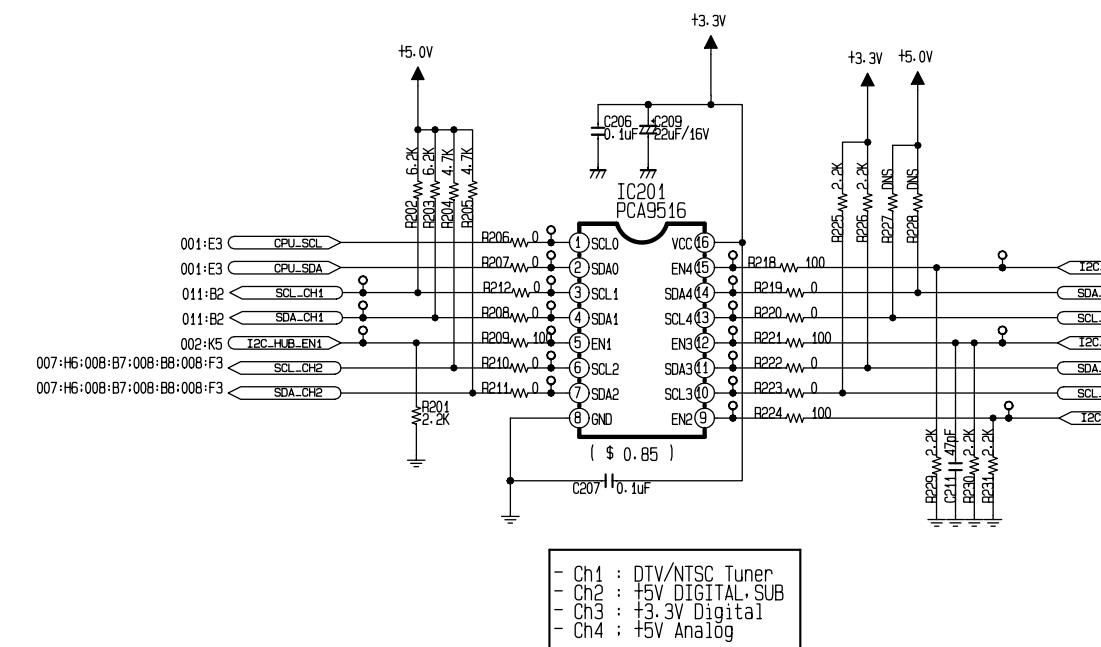 +3.3V
+5.0V
+3.3V
+5.0V
C206
0.1uF
C209
22uF/16V
6.2K
6.2K
4.7K
4.7K
R202
R203
R204
R205
2.2K
2.2K
DNS
DNS
R225
R226
R227
R228
IC201
PCA9516
001:E3 CPU_SCL R206 0 1 SCL0 VCC 16
001:E3 CPU_SDA R207 0 2 SDA0 EN4 15 R218 100 I2C
011:B2 SCL_CH1 R212 0 3 SCL1 SDA4 14 R219 0 SDA_
011:B2 SDA_CH1 R208 0 4 SDA1 SCL4 13 R220 0 SCL_
002:K5 I2C_HUB_EN1 R209 100 5 EN1 EN3 12 R221 100 I2C
007:H6;008:B7;008:B8;008:F3 SCL_CH2 R210 0 6 SCL2 SDA3 11 R222 0 SDA_
007:H6;008:B7;008:B8;008:F3 SDA_CH2 R211 0 7 SDA2 SCL3 10 R223 0 SCL_
R201
2.2K
8 GND EN2 9 R224 100 I2C
( $ 0.85 )
C207 0.1uF
R229 2.2K
C211 47pF
R230 2.2K
R231 2.2K
- Ch1 : DTV/NTSC Tuner
- Ch2 : +5V DIGITAL,SUB
- Ch3 : +3.3V Digital
- Ch4 ; +5V Analog